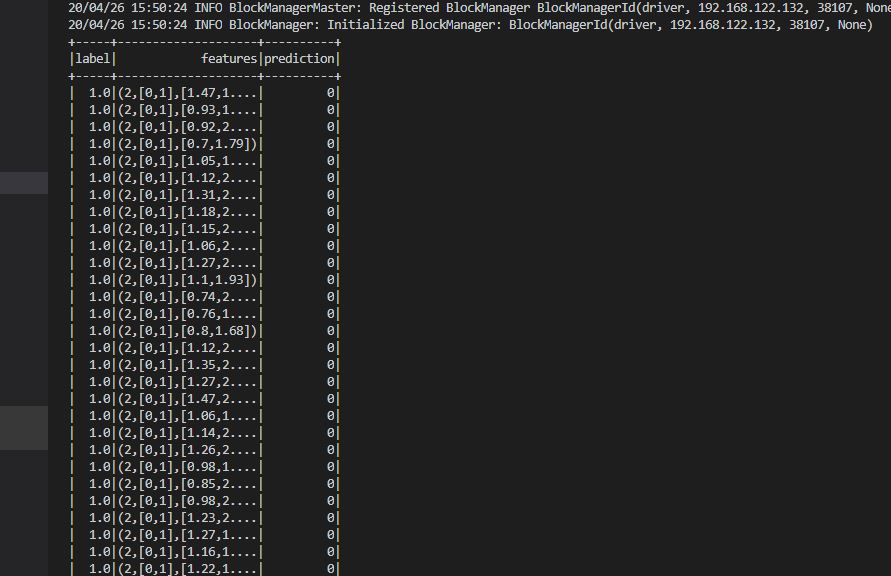 20/04/26 15:50:24 INFO BlockManagerMaster: Registered BlockManager BlockManagerId(driver, 192.168.122.132, 38107, None
20/04/26 15:50:24 INFO BlockManager: Initialized BlockManager: BlockManagerId(driver, 192.168.122.132, 38107, None)
+-----+--------------------+----------+
|label|            features|prediction|
+-----+--------------------+----------+
|  1.0|(2,[0,1],[1.47,1....|         0|
|  1.0|(2,[0,1],[0.93,1....|         0|
|  1.0|(2,[0,1],[0.92,2....|         0|
|  1.0|(2,[0,1],[0.7,1.79])|         0|
|  1.0|(2,[0,1],[1.05,1....|         0|
|  1.0|(2,[0,1],[1.12,2....|         0|
|  1.0|(2,[0,1],[1.31,2....|         0|
|  1.0|(2,[0,1],[1.18,2....|         0|
|  1.0|(2,[0,1],[1.15,2....|         0|
|  1.0|(2,[0,1],[1.06,2....|         0|
|  1.0|(2,[0,1],[1.27,2....|         0|
|  1.0|(2,[0,1],[1.1,1.93])|         0|
|  1.0|(2,[0,1],[0.74,2....|         0|
|  1.0|(2,[0,1],[0.76,1....|         0|
|  1.0|(2,[0,1],[0.8,1.68])|         0|
|  1.0|(2,[0,1],[1.12,2....|         0|
|  1.0|(2,[0,1],[1.35,2....|         0|
|  1.0|(2,[0,1],[1.27,2....|         0|
|  1.0|(2,[0,1],[1.47,2....|         0|
|  1.0|(2,[0,1],[1.06,1....|         0|
|  1.0|(2,[0,1],[1.14,2....|         0|
|  1.0|(2,[0,1],[1.26,2....|         0|
|  1.0|(2,[0,1],[0.98,1....|         0|
|  1.0|(2,[0,1],[0.85,2....|         0|
|  1.0|(2,[0,1],[0.98,2....|         0|
|  1.0|(2,[0,1],[1.23,2....|         0|
|  1.0|(2,[0,1],[1.27,1....|         0|
|  1.0|(2,[0,1],[1.16,1....|         0|
|  1.0|(2,[0,1],[1.22,1....|         0|